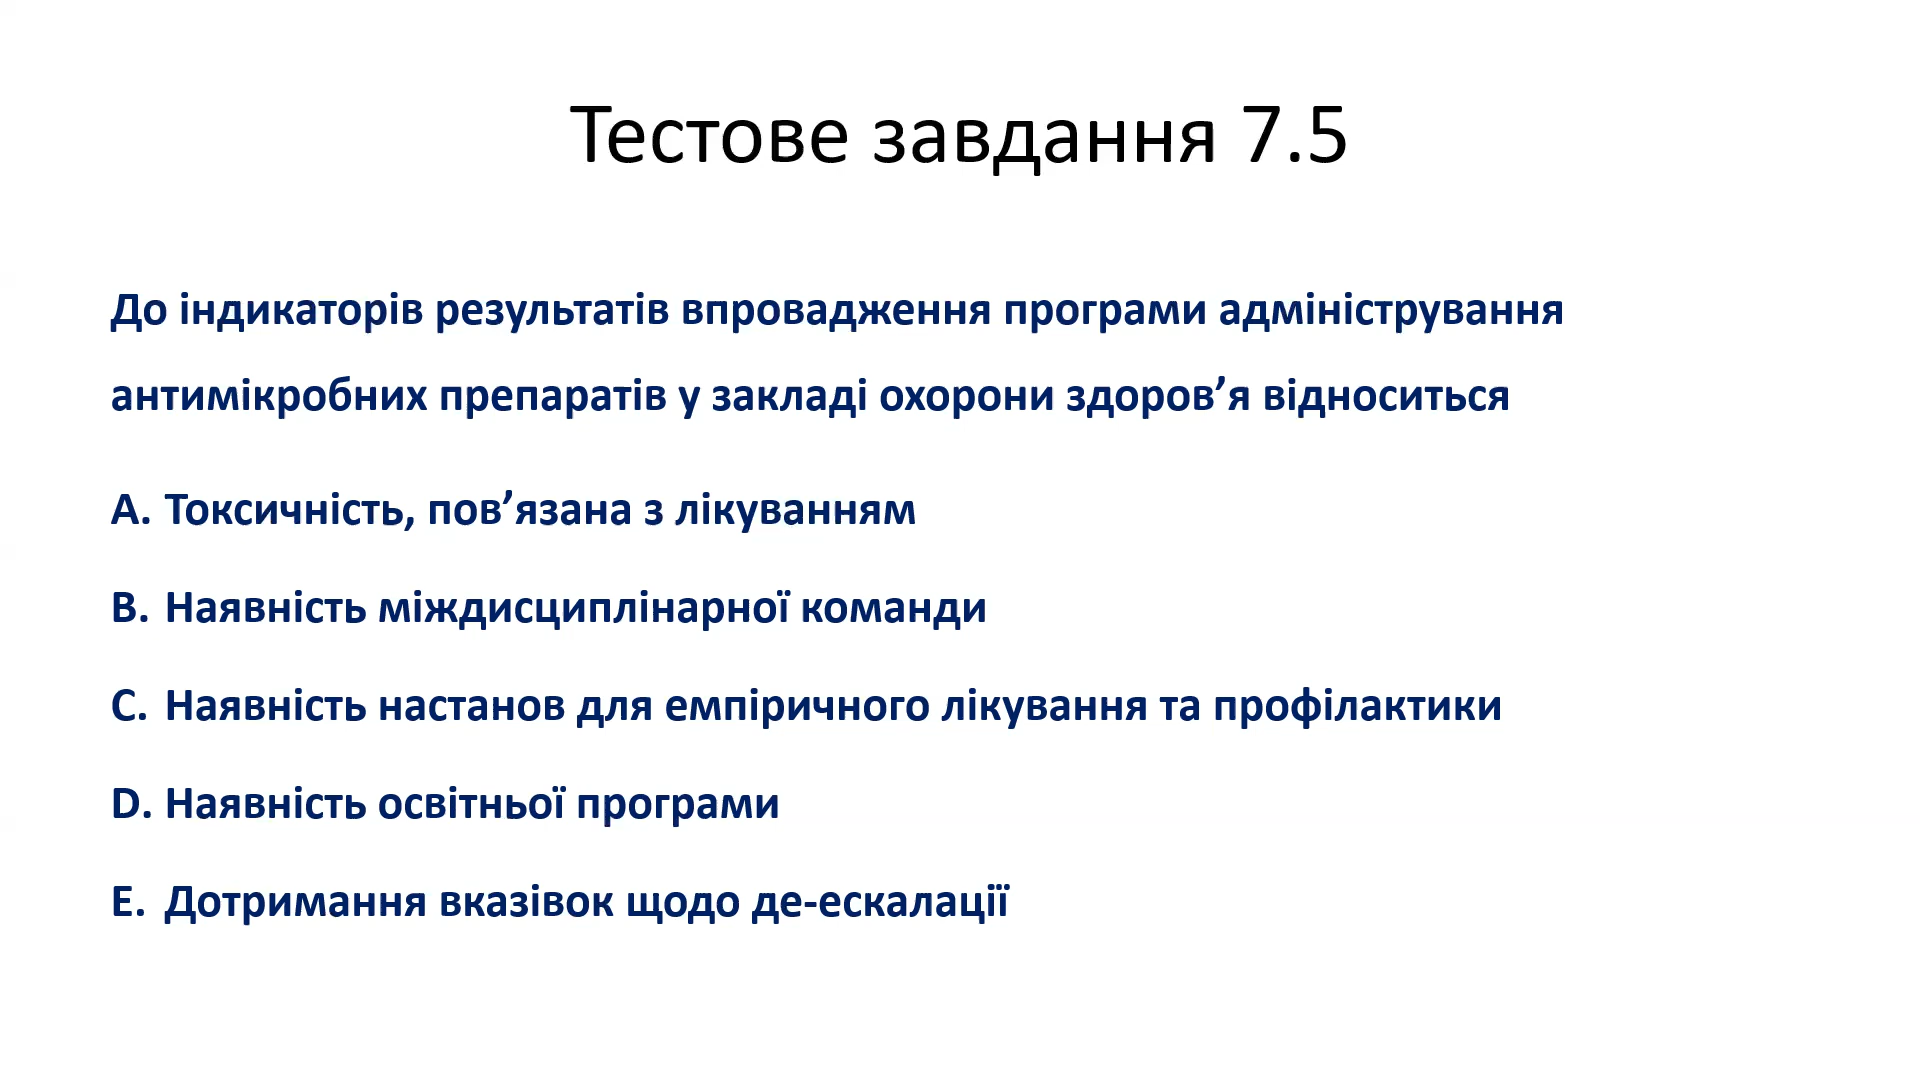 Тестове завдання 7.5
До індикаторів результатів впровадження програми адміністрування
антимікробних препаратів у закладі охорони здоров’я відноситься
A. Токсичність, пов’язана з лікуванням
B. Наявність міждисциплінарної команди
C. Наявність настанов для емпіричного лікування та профілактики
D. Наявність освітньої програми
E. Дотримання вказівок щодо де-ескалації